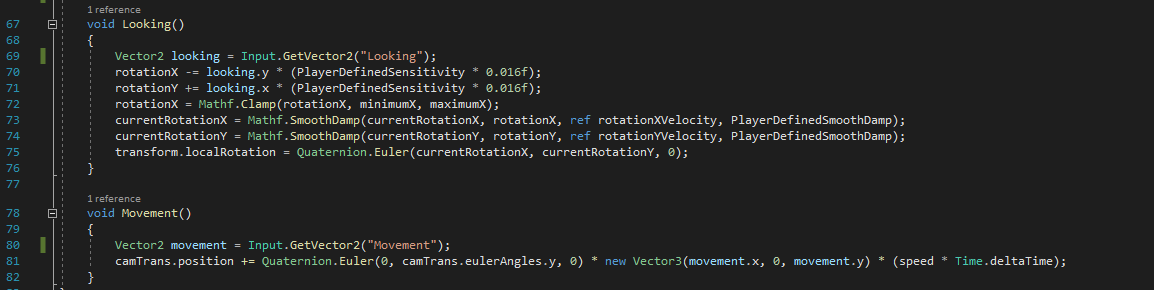 1 reference
67 void Looking()
68 {
69 Vector2 looking = Input.GetVector2("Looking");
70 rotationX -= looking.y * (PlayerDefinedSensitivity * 0.016f);
71 rotationY += looking.x * (PlayerDefinedSensitivity * 0.016f);
72 rotationX = Mathf.Clamp(rotationX, minimumX, maximumX);
73 currentRotationX = Mathf.SmoothDamp(currentRotationX, rotationX, ref rotationXVelocity, PlayerDefinedSmoothDamp);
74 currentRotationY = Mathf.SmoothDamp(currentRotationY, rotationY, ref rotationYVelocity, PlayerDefinedSmoothDamp);
75 transform.localRotation = Quaternion.Euler(currentRotationX, currentRotationY, 0);
76 }
77
1 reference
78 void Movement()
79 {
80 Vector2 movement = Input.GetVector2("Movement");
81 camTrans.position += Quaternion.Euler(0, camTrans.eulerAngles.y, 0) * new Vector3(movement.x, 0, movement.y) * (speed * Time.deltaTime);
82 }